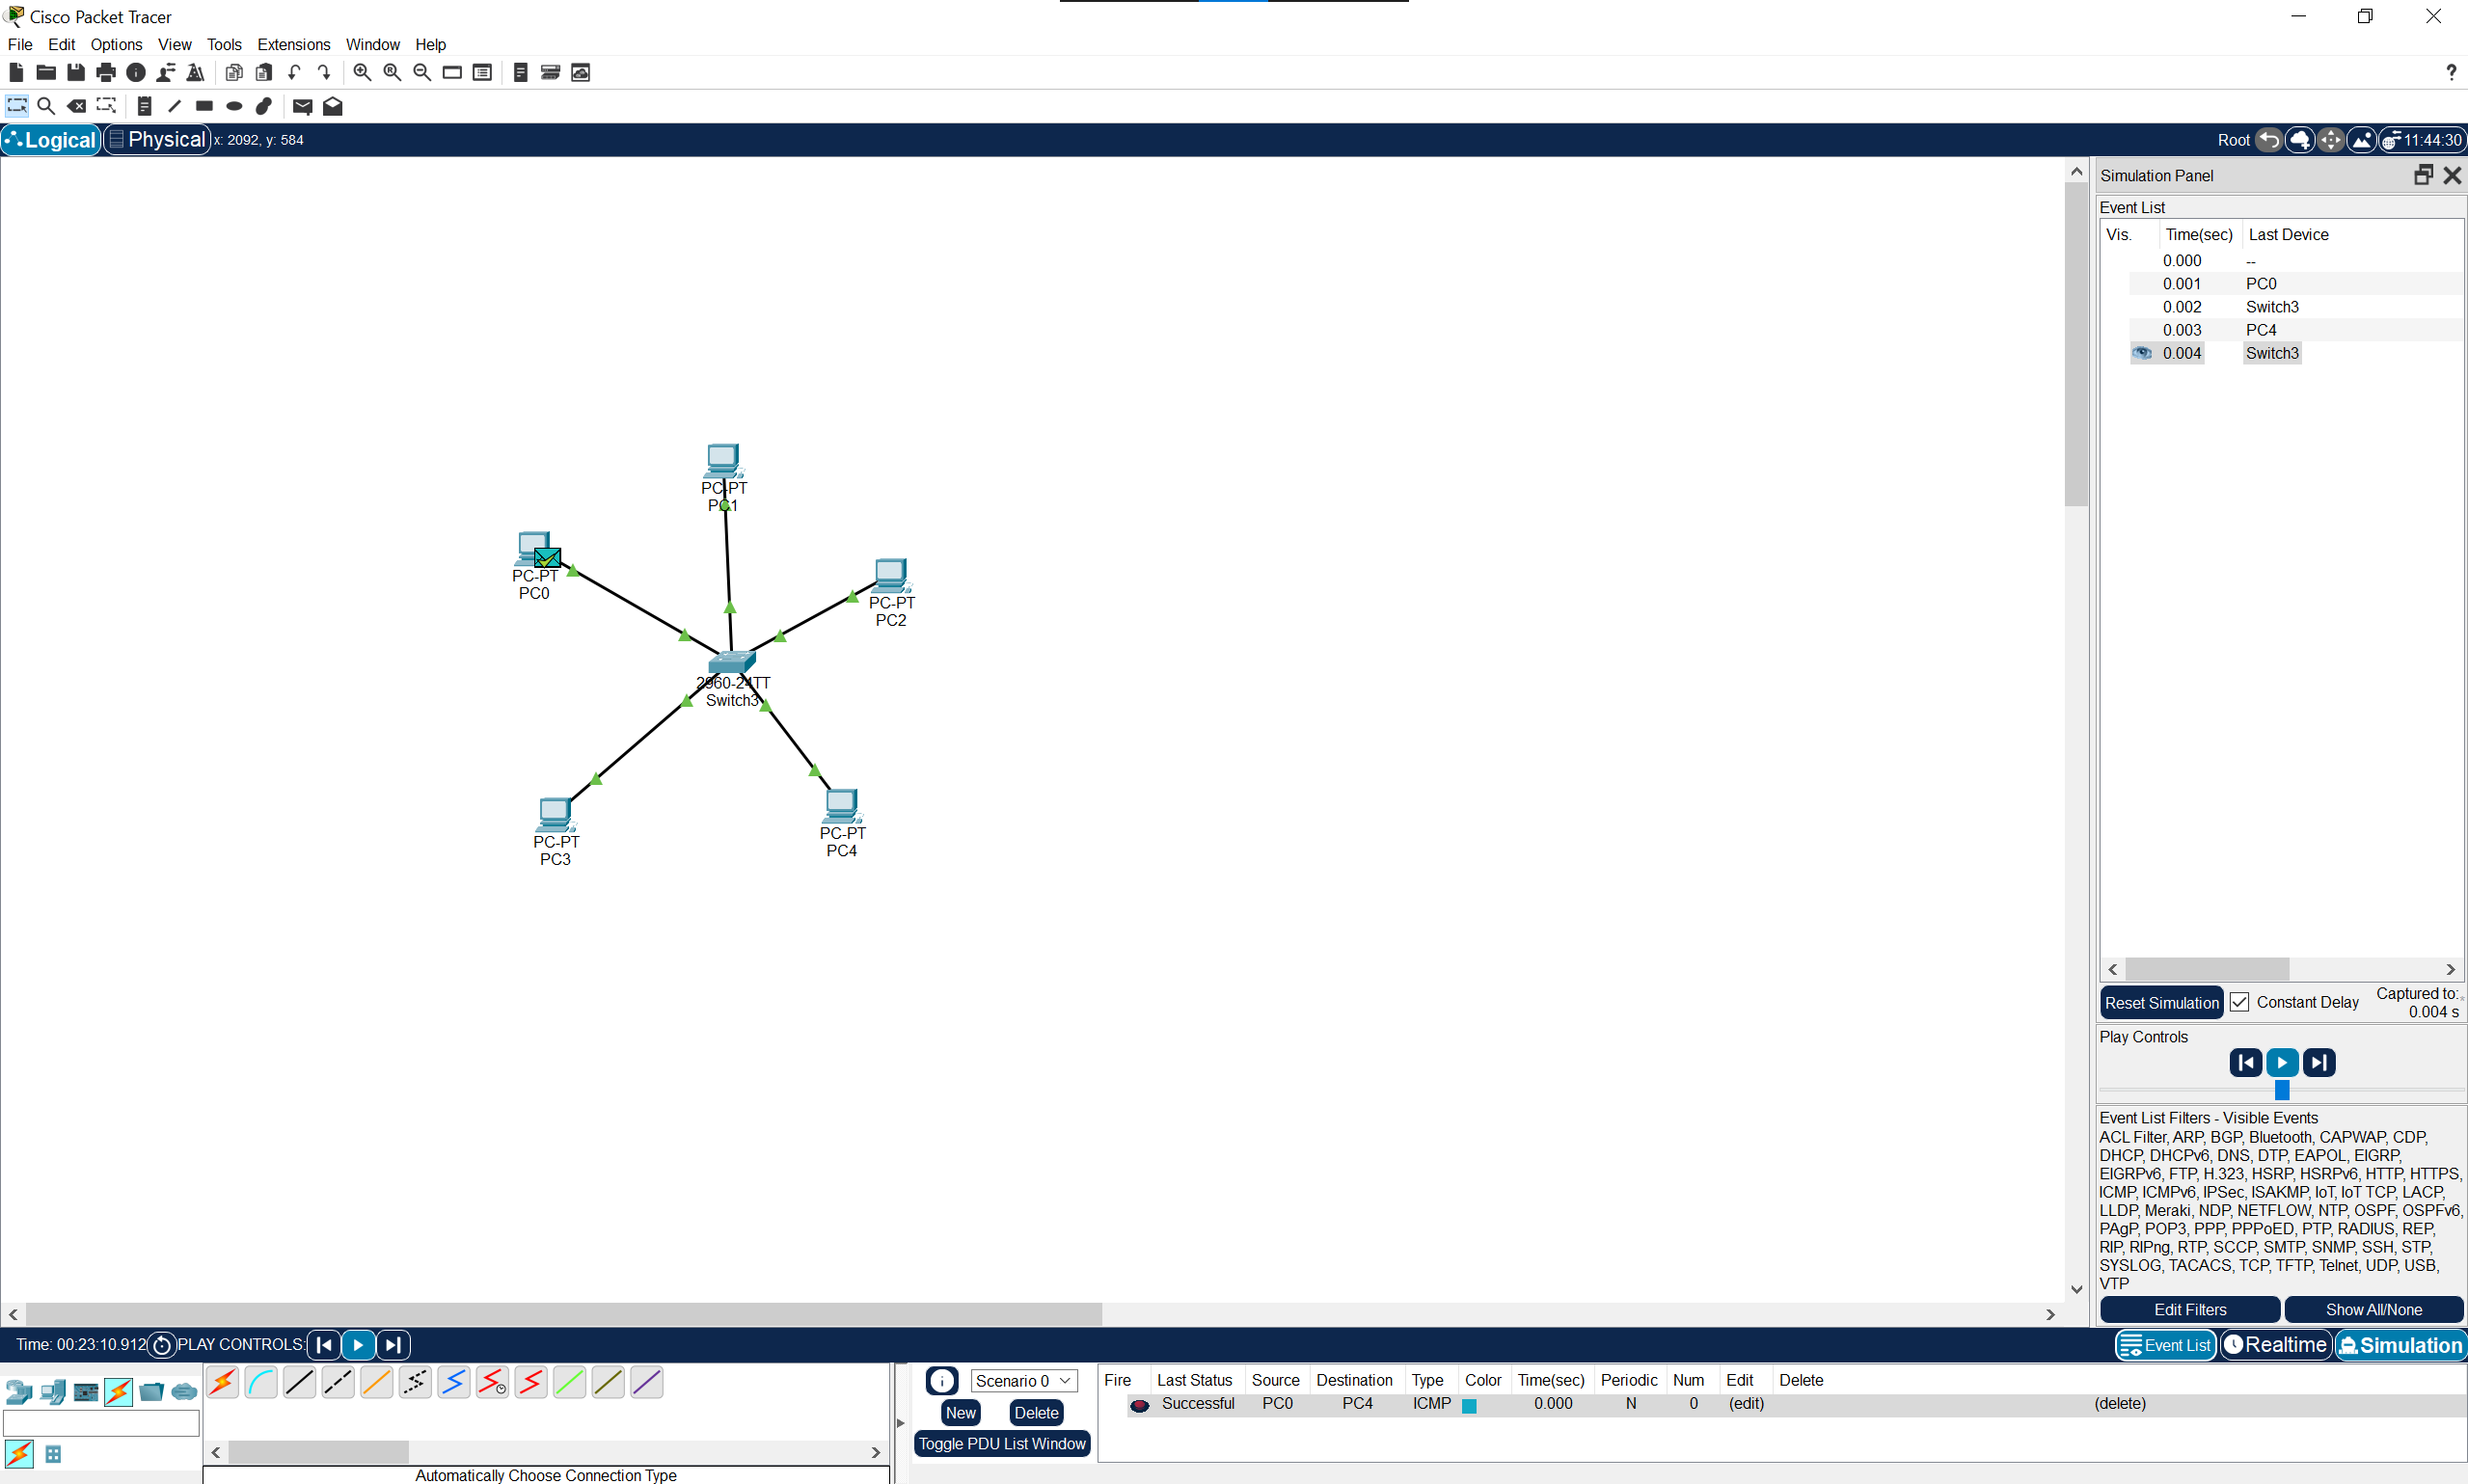 Cisco Packet Tracer
File Edit Options View Tools Extensions Window Help
Logical Physical x: 2092, y: 584 Root 11:44:30
Simulation Panel
Event List
Vis. Time(sec) Last Device
0.000 --
0.001 PC0
0.002 Switch3
0.003 PC4
0.004 Switch3
PC-PT
PC1
PC-PT
PC0
PC-PT
PC2
2960-24TT
Switch3
PC-PT
PC3
PC-PT
PC4
Reset Simulation Constant Delay Captured to:
0.004 s
Play Controls
Event List Filters - Visible Events
ACL Filter, ARP, BGP, Bluetooth, CAPWAP, CDP,
DHCP, DHCPv6, DNS, DTP, EAPOL, EIGRP,
EIGRPv6, FTP, H.323, HSRP, HSRPv6, HTTP, HTTPS,
ICMP, ICMPv6, IPSec, ISAKMP, IoT, IoT TCP, LACP,
LLDP, Meraki, NDP, NETFLOW, NTP, OSPF, OSPFv6,
PAgP, POP3, PPP, PPPoED, PTP, RADIUS, REP,
RIP, RIPng, RTP, SCCP, SMTP, SNMP, SSH, STP,
SYSLOG, TACACS, TCP, TFTP, Telnet, UDP, USB,
VTP
Edit Filters Show All/None
Time: 00:23:10.912 PLAY CONTROLS: Event List Realtime Simulation
Scenario 0
New Delete
Toggle PDU List Window
Fire Last Status Source Destination Type Color Time(sec) Periodic Num Edit Delete
Successful PC0 PC4 ICMP 0.000 N 0 (edit) (delete)
Automatically Choose Connection Type